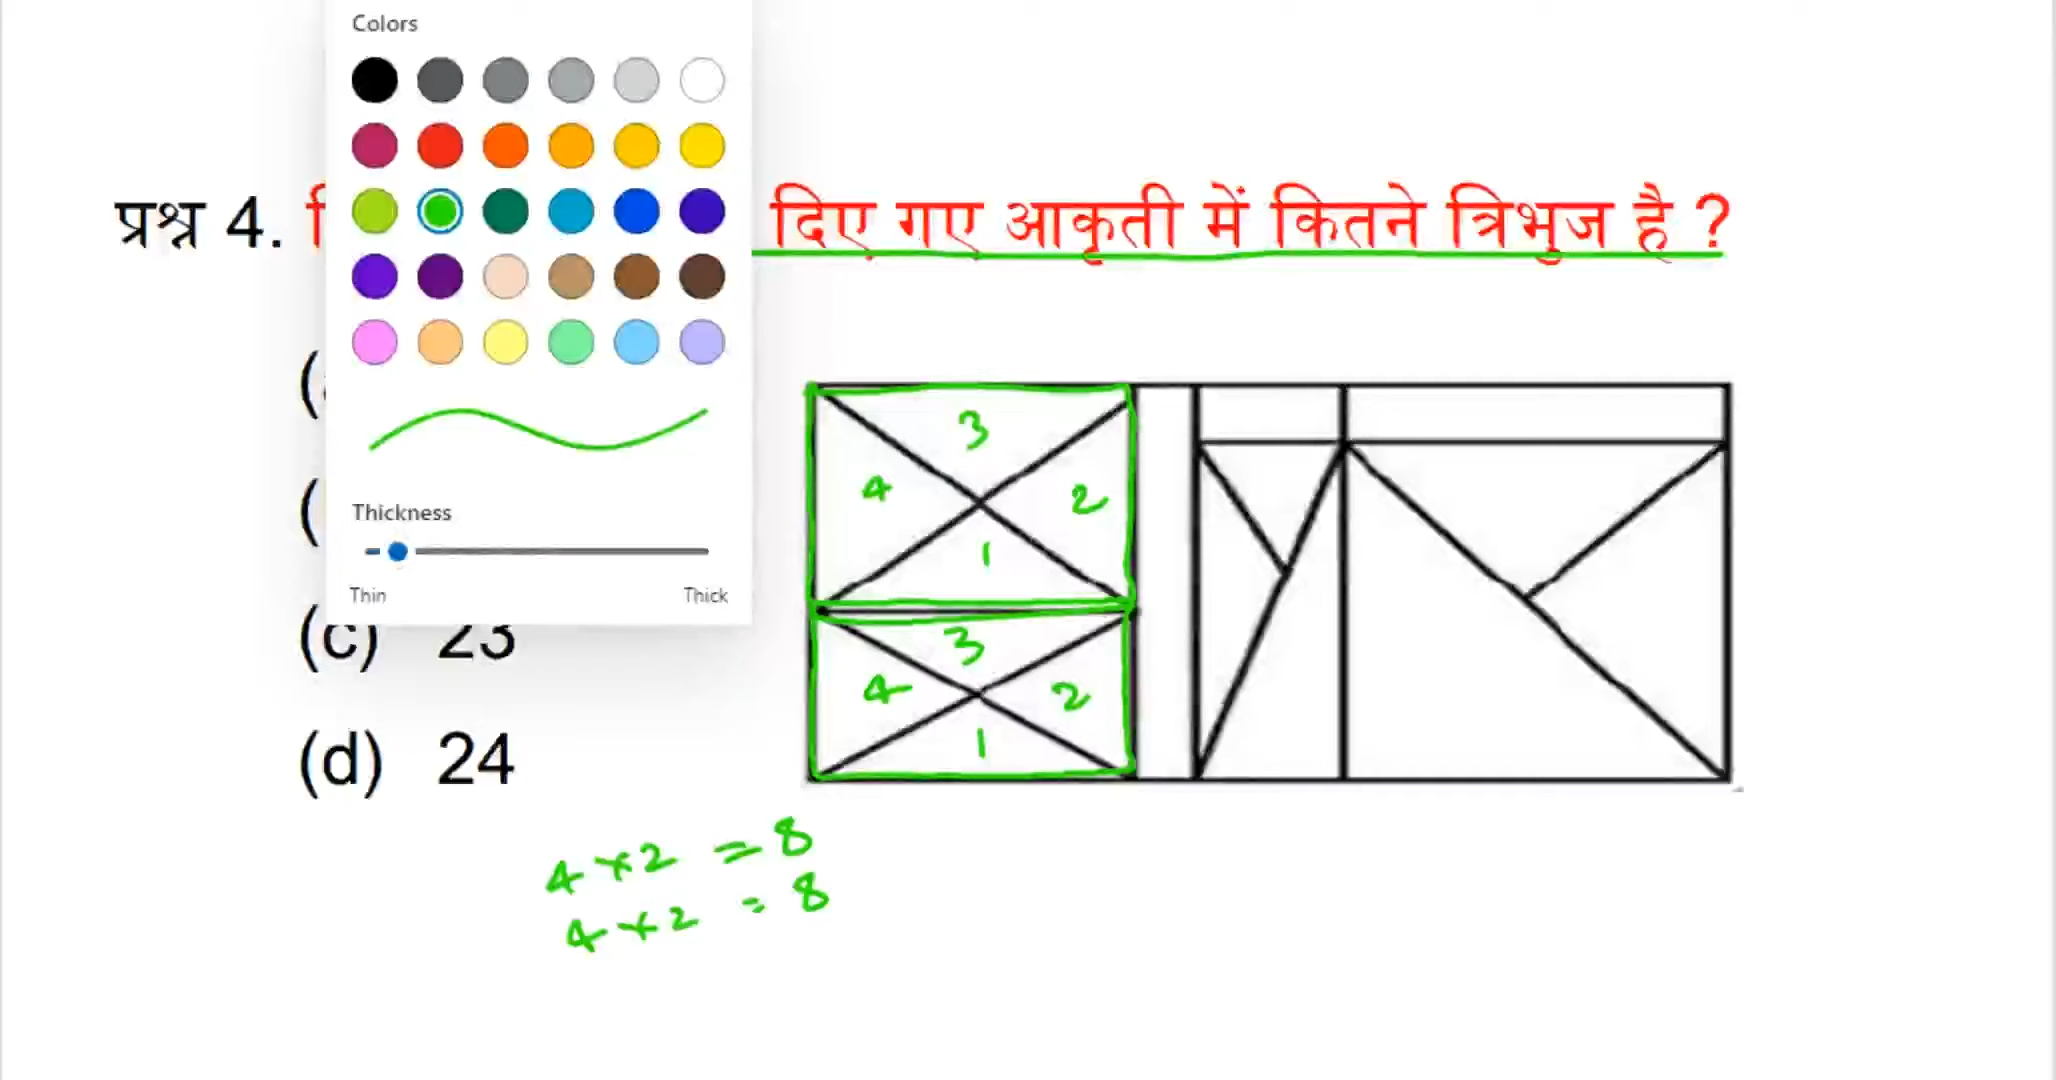 Colors
प्रश्न 4. दिए गए आकृती में कितने त्रिभुज है ?
Thickness
Thin Thick
(c) 23
(d) 24
3
4 2
1
3
4 2
1
4 × 2 = 8
4 × 2 = 8